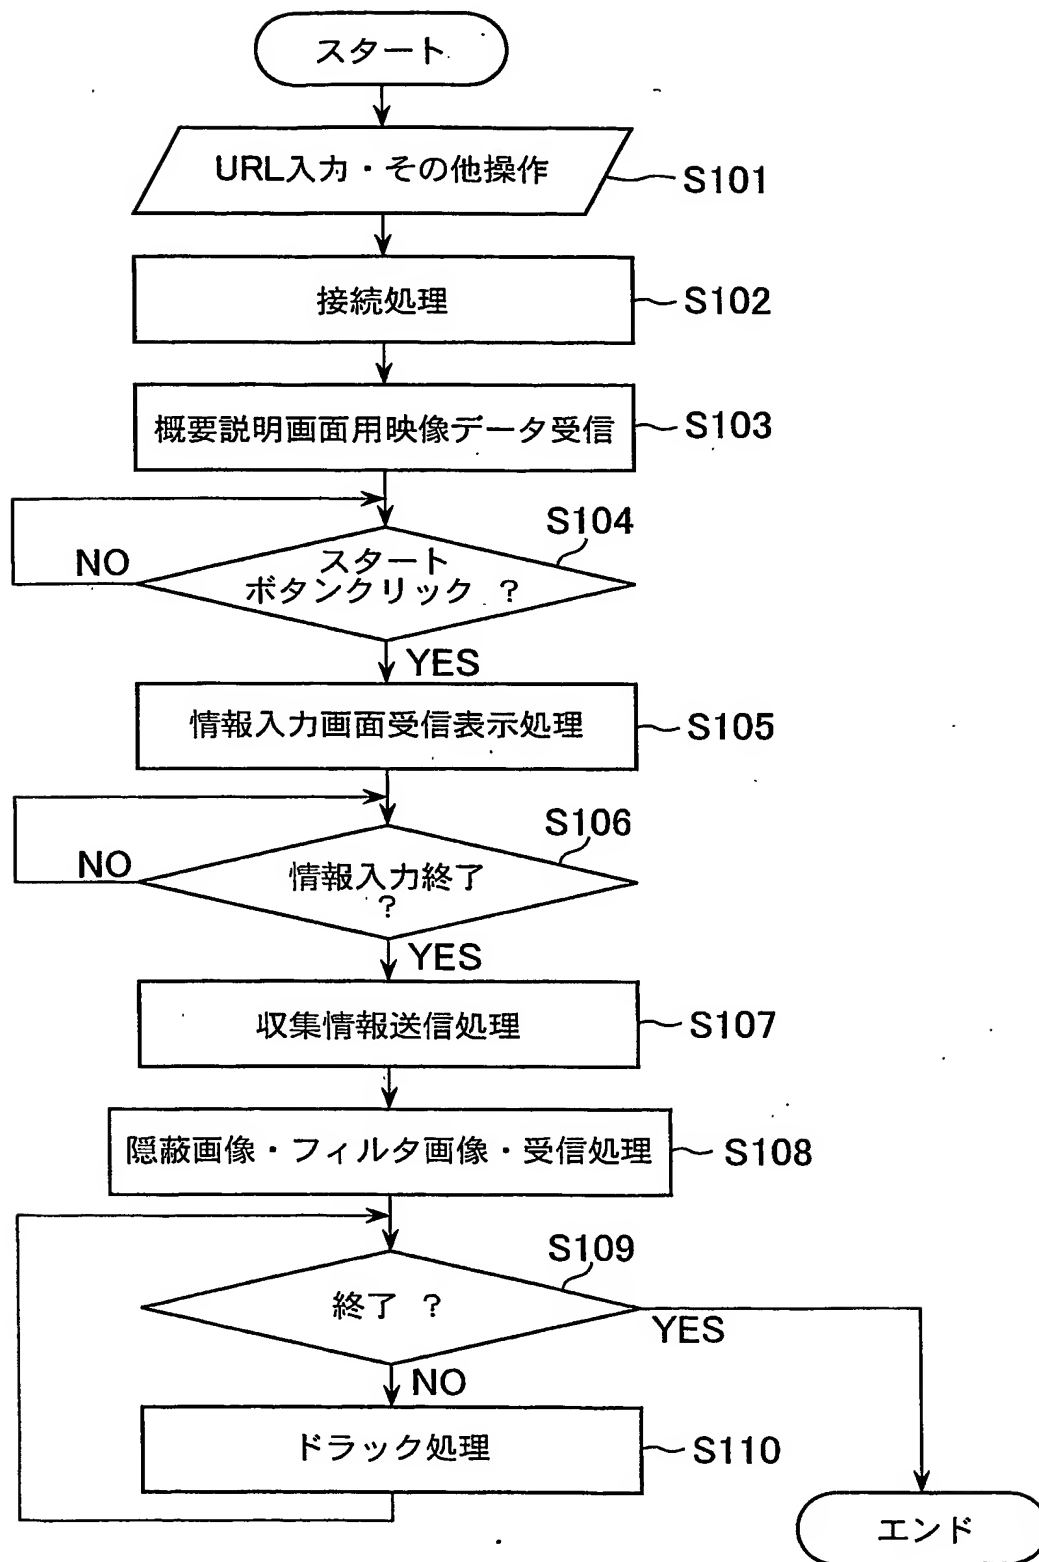 スタート
URL入力・その他操作
S101
接続処理
S102
概要説明画面用映像データ受信
S103
S104
スタート
ボタンクリック ？
NO
YES
情報入力画面受信表示処理
S105
S106
情報入力終了
？
NO
YES
収集情報送信処理
S107
隠蔽画像・フィルタ画像・受信処理
S108
S109
終了 ？
YES
NO
ドラック処理
S110
エンド